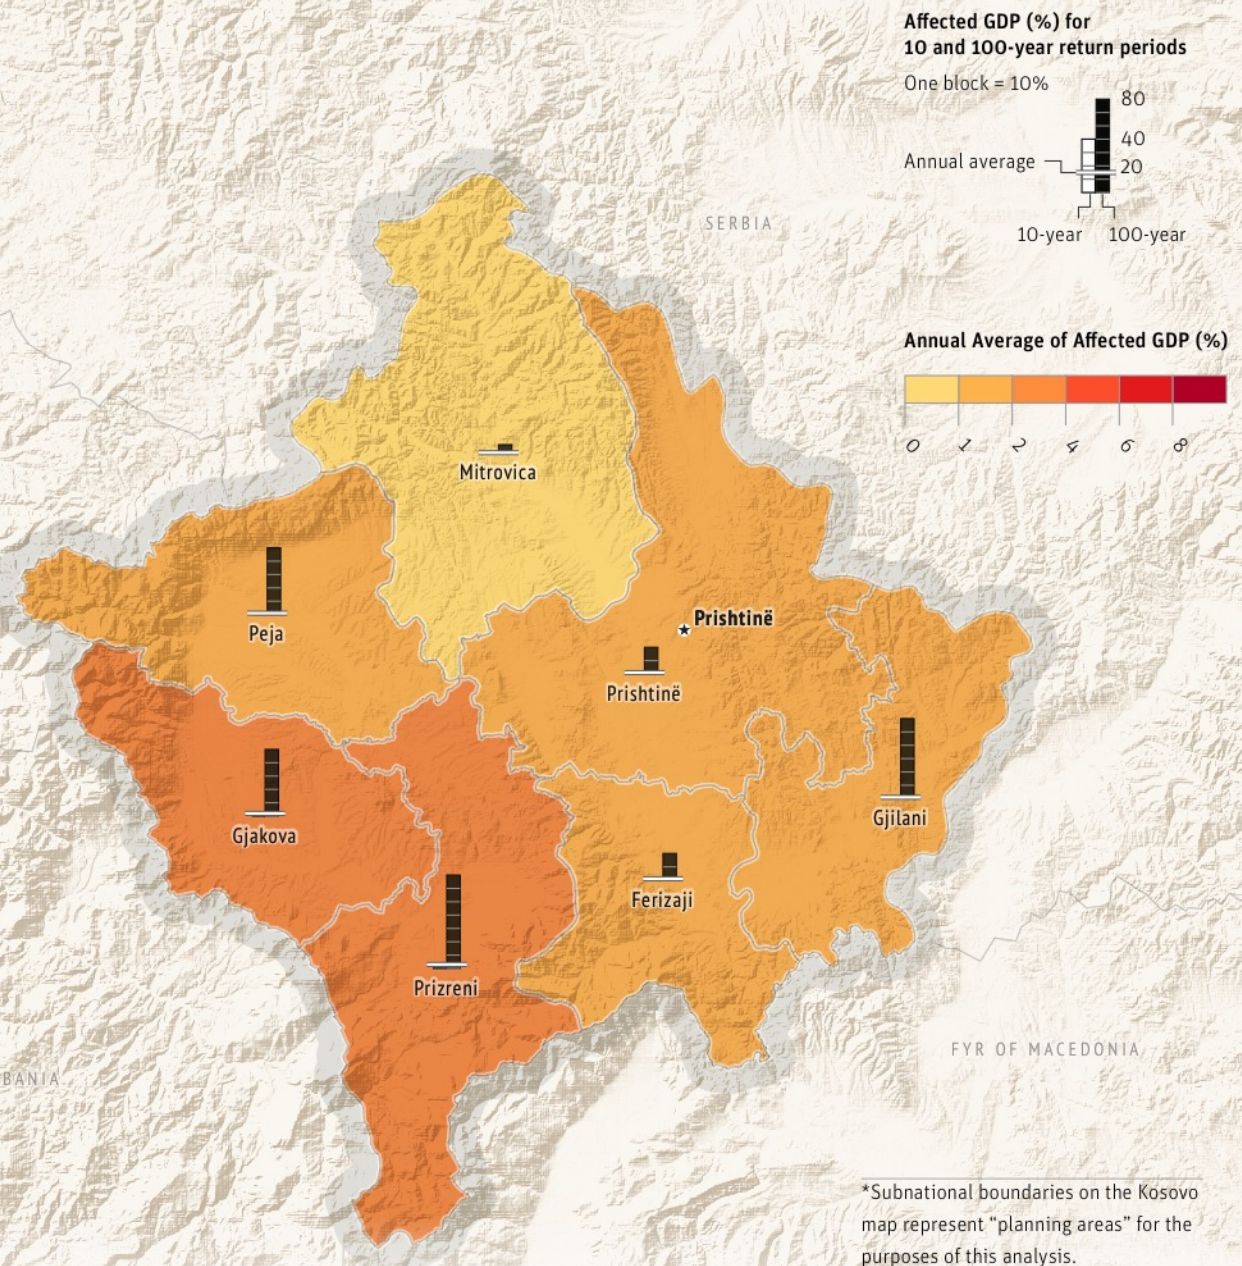 Affected GDP (%) for
10 and 100-year return periods
One block = 10%
80
40
Annual average
20
10-year 100-year
SERBIA
Annual Average of Affected GDP (%)
0 1 2 4 6 8
Mitrovica
Prishtinë
Peja
Prishtinë
Gjilani
Gjakova
Ferizaji
Prizreni
FYR OF MACEDONIA
BANIA
*Subnational boundaries on the Kosovo
map represent “planning areas” for the
purposes of this analysis.